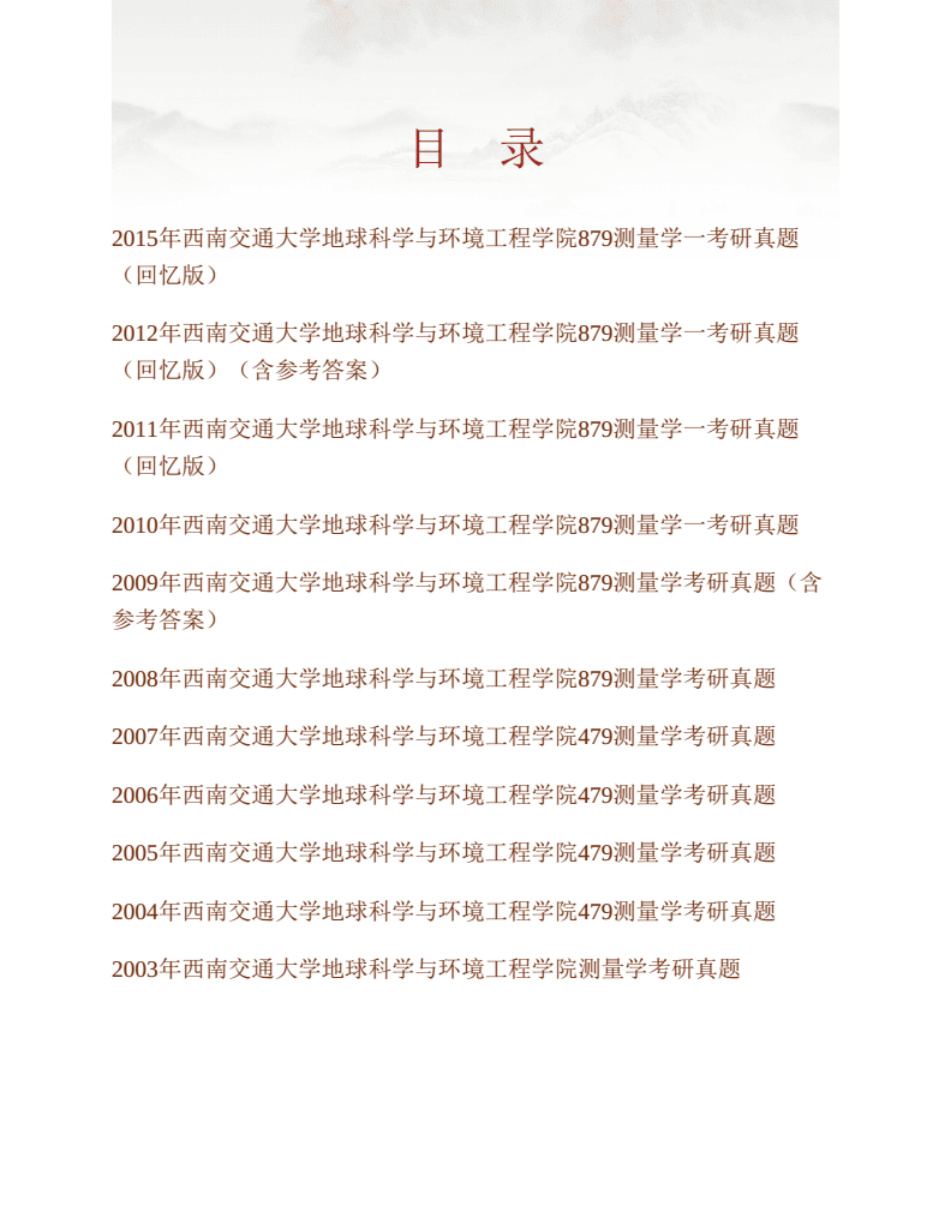 目 录
2015年西南交通大学地球科学与环境工程学院879测量学一考研真题
（回忆版）
2012年西南交通大学地球科学与环境工程学院879测量学一考研真题
（回忆版）（含参考答案）
2011年西南交通大学地球科学与环境工程学院879测量学一考研真题
（回忆版）
2010年西南交通大学地球科学与环境工程学院879测量学一考研真题
2009年西南交通大学地球科学与环境工程学院879测量学考研真题（含
参考答案）
2008年西南交通大学地球科学与环境工程学院879测量学考研真题
2007年西南交通大学地球科学与环境工程学院479测量学考研真题
2006年西南交通大学地球科学与环境工程学院479测量学考研真题
2005年西南交通大学地球科学与环境工程学院479测量学考研真题
2004年西南交通大学地球科学与环境工程学院479测量学考研真题
2003年西南交通大学地球科学与环境工程学院测量学考研真题